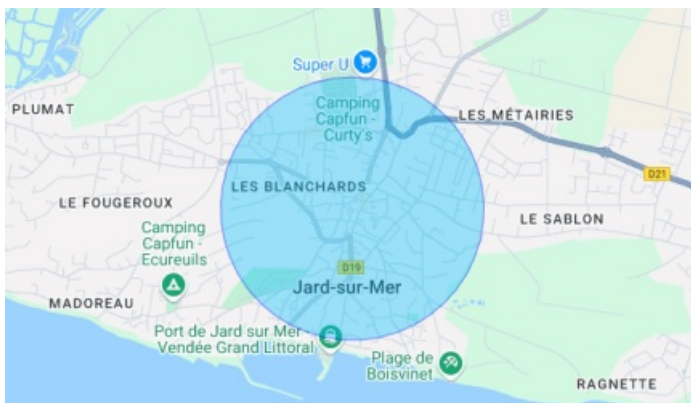 Super U
PLUMAT
Camping
Capfun -
Curty's
LES MÉTAIRIES
D21
LES BLANCHARDS
LE FOUGEROUX
LE SABLON
Camping
Capfun -
Ecureuils
D19
Jard-sur-Mer
MADOREAU
Port de Jard sur Mer
Vendée Grand Littoral
Plage de
Boisvinet
RAGNETTE